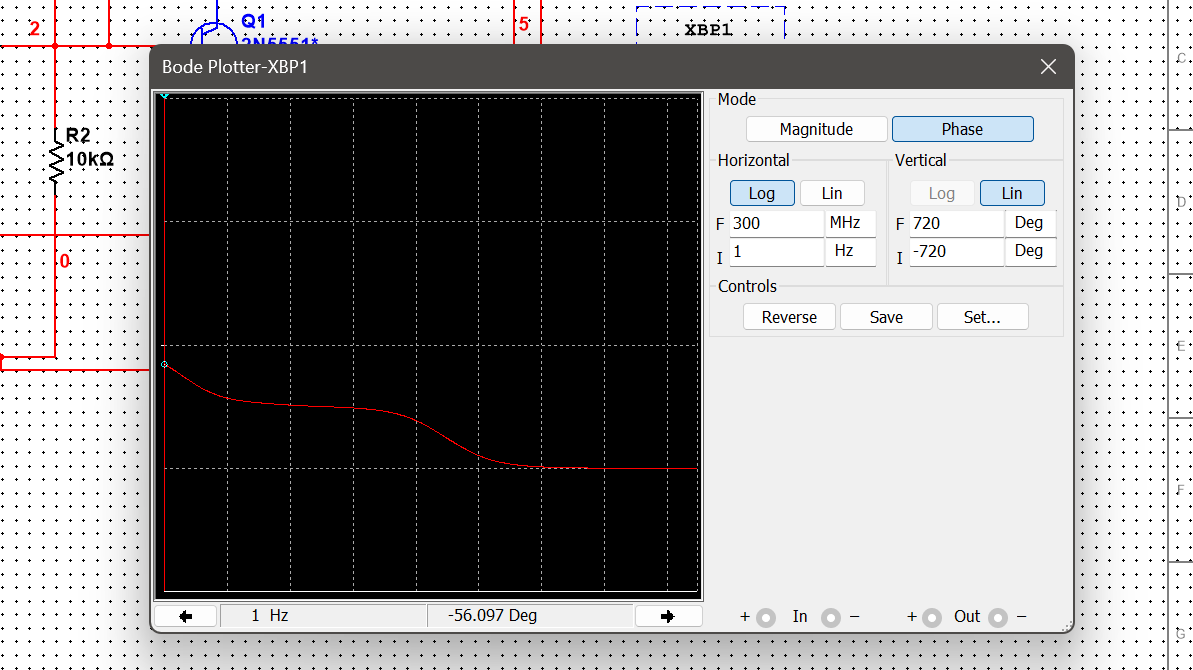 2
Q1
2N5551*
5
XBP1
C
Bode Plotter-XBP1
Mode
Magnitude Phase
Horizontal Vertical
Log Lin Log Lin
F 300 MHz F 720 Deg
I 1 Hz I -720 Deg
Controls
Reverse Save Set...
R2
10kΩ
0
D
E
F
G
1 Hz -56.097 Deg
+ In − + Out −